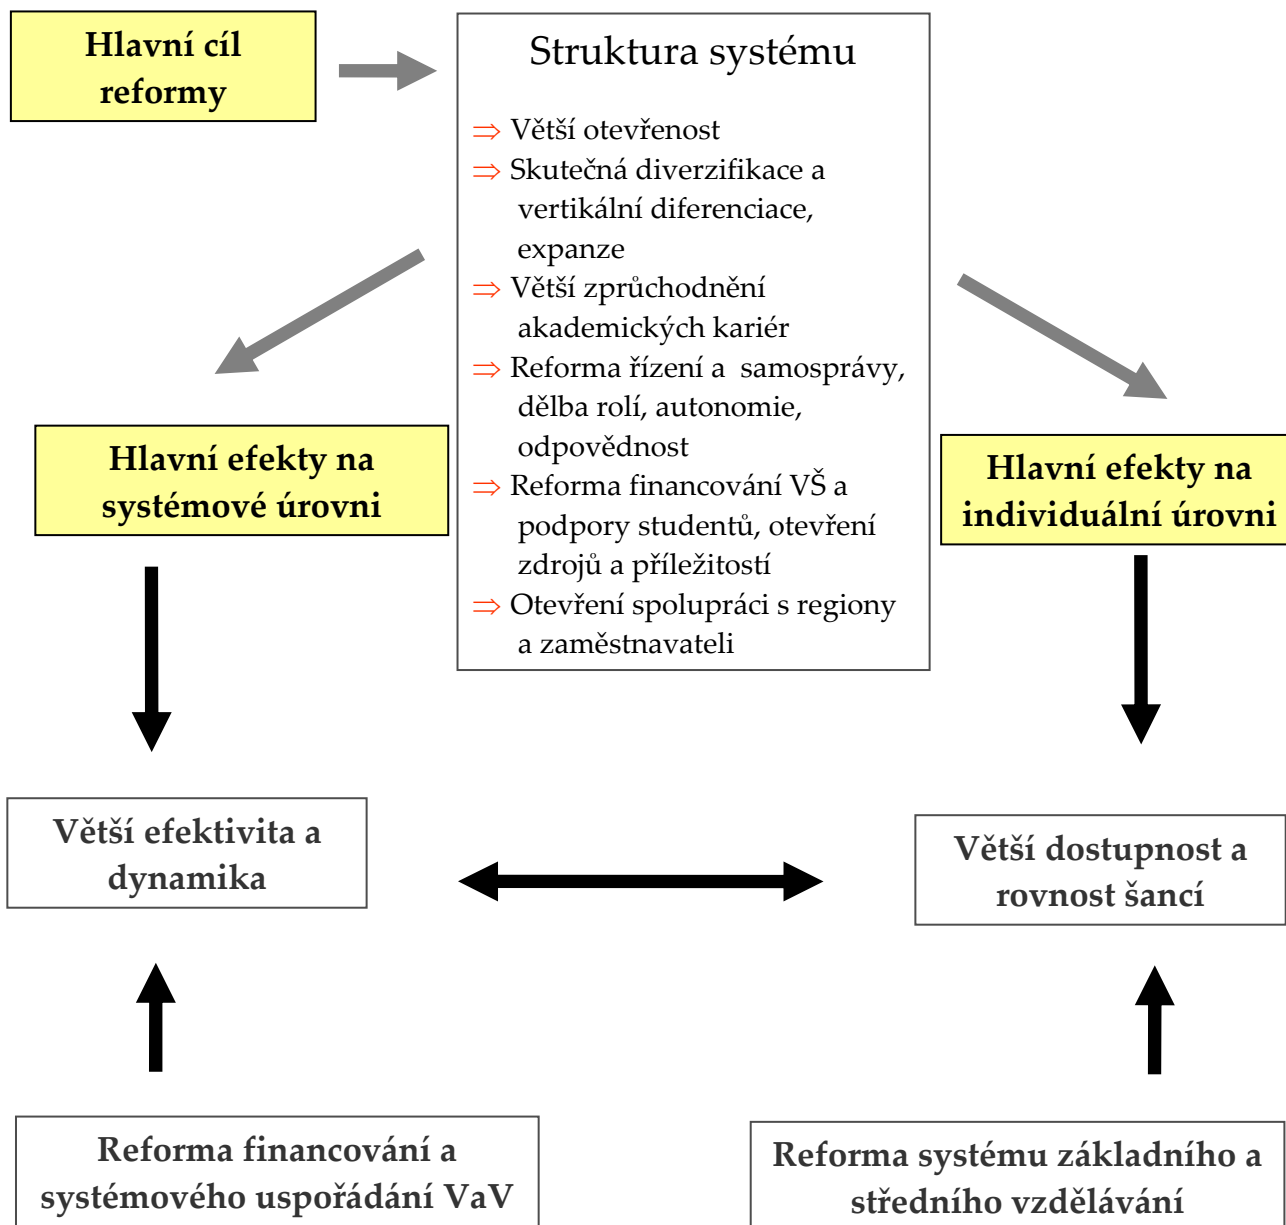 Hlavní cíl
reformy
Struktura systému
⇒ Větší otevřenost
⇒ Skutečná diverzifikace a
vertikální diferenciace,
expanze
⇒ Větší zprůchodnění
akademických kariér
⇒ Reforma řízení a samosprávy,
dělba rolí, autonomie,
odpovědnost
⇒ Reforma financování VŠ a
podpory studentů, otevření
zdrojů a příležitostí
⇒ Otevření spolupráci s regiony
a zaměstnavateli
Hlavní efekty na
systémové úrovni
Hlavní efekty na
individuální úrovni
Větší efektivita a
dynamika
Větší dostupnost a
rovnost šancí
Reforma financování a
systémového uspořádání VaV
Reforma systému základního a
středního vzdělávání